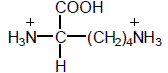 COOH
+ +
H₃N (CH₂)₄NH₃
H